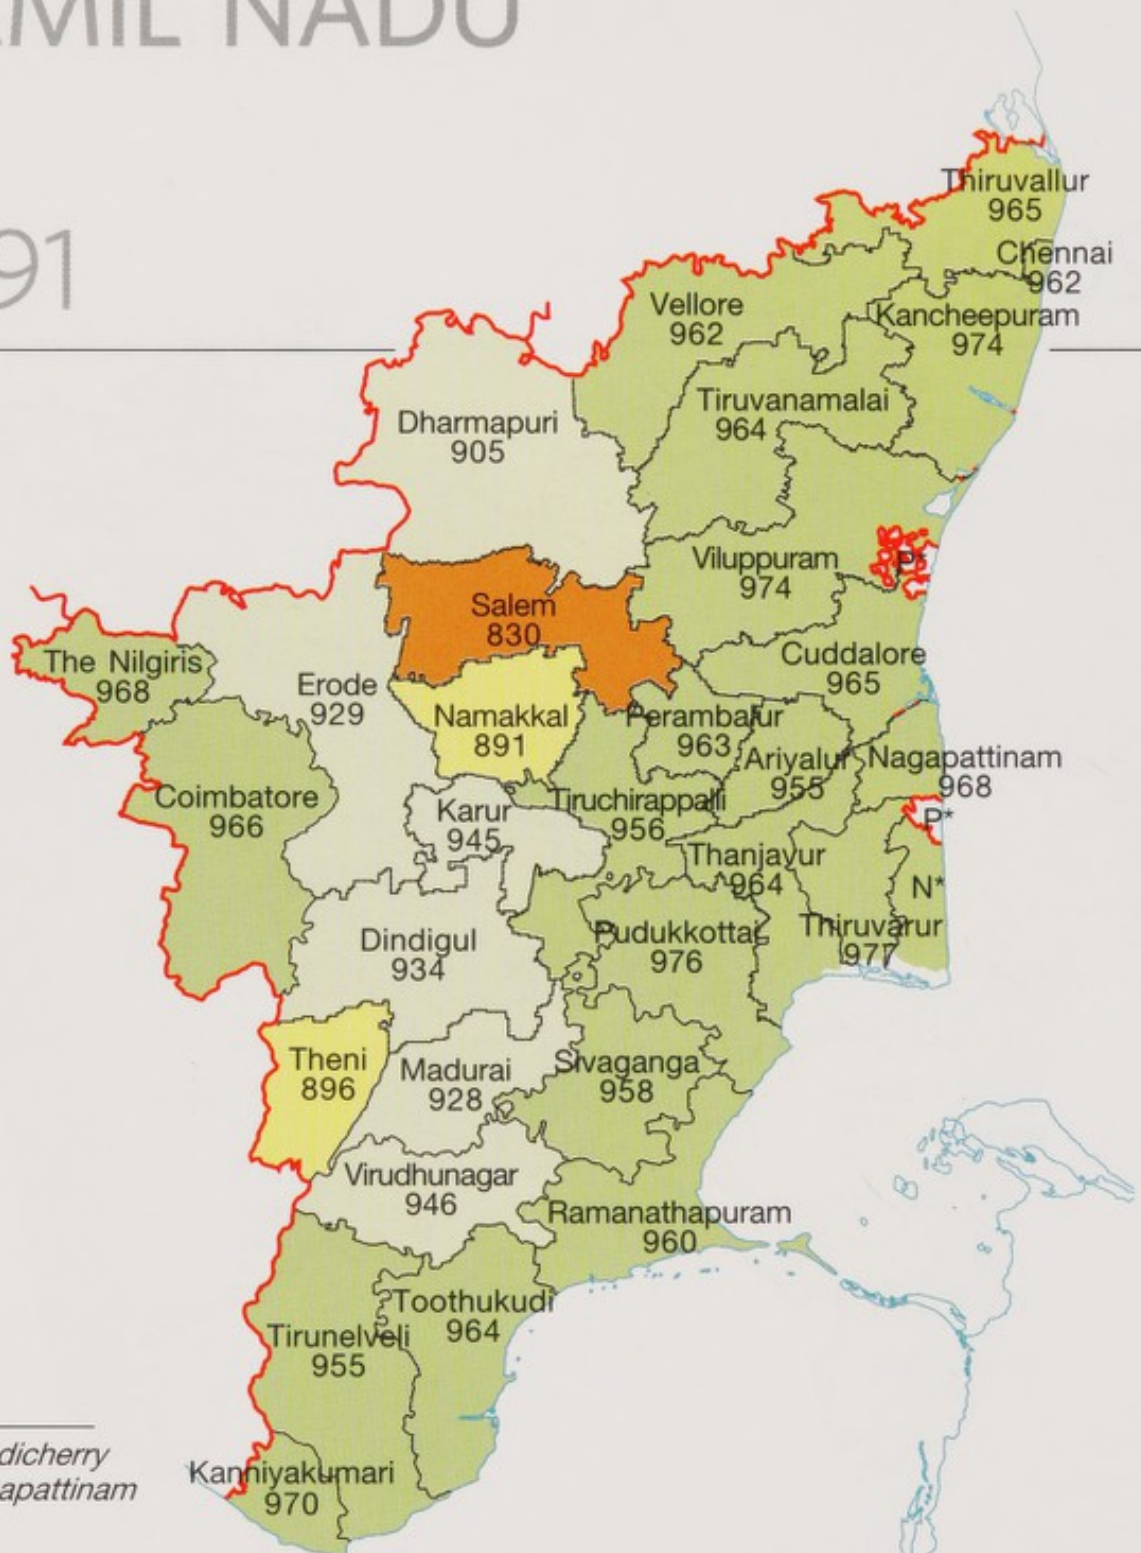 TAMIL NADU
91
Thiruvallur
965
Chennai
962
Vellore
962
Kancheepuram
974
Tiruvanamalai
964
Dharmapuri
905
Viluppuram
974
P*
Salem
830
The Nilgiris
968
Cuddalore
965
Erode
929
Namakkal
891
Perambalur
963
Ariyalur
955
Nagapattinam
968
Coimbatore
966
Karur
945
Tiruchirappalli
956
P*
Thanjavur
964
N*
Thiruvarur
977
Dindigul
934
Pudukkottai
976
Theni
896
Madurai
928
Sivaganga
958
Virudhunagar
946
Ramanathapuram
960
Toothukudi
964
Tirunelveli
955
dicherry
apattinam
Kanniyakumari
970